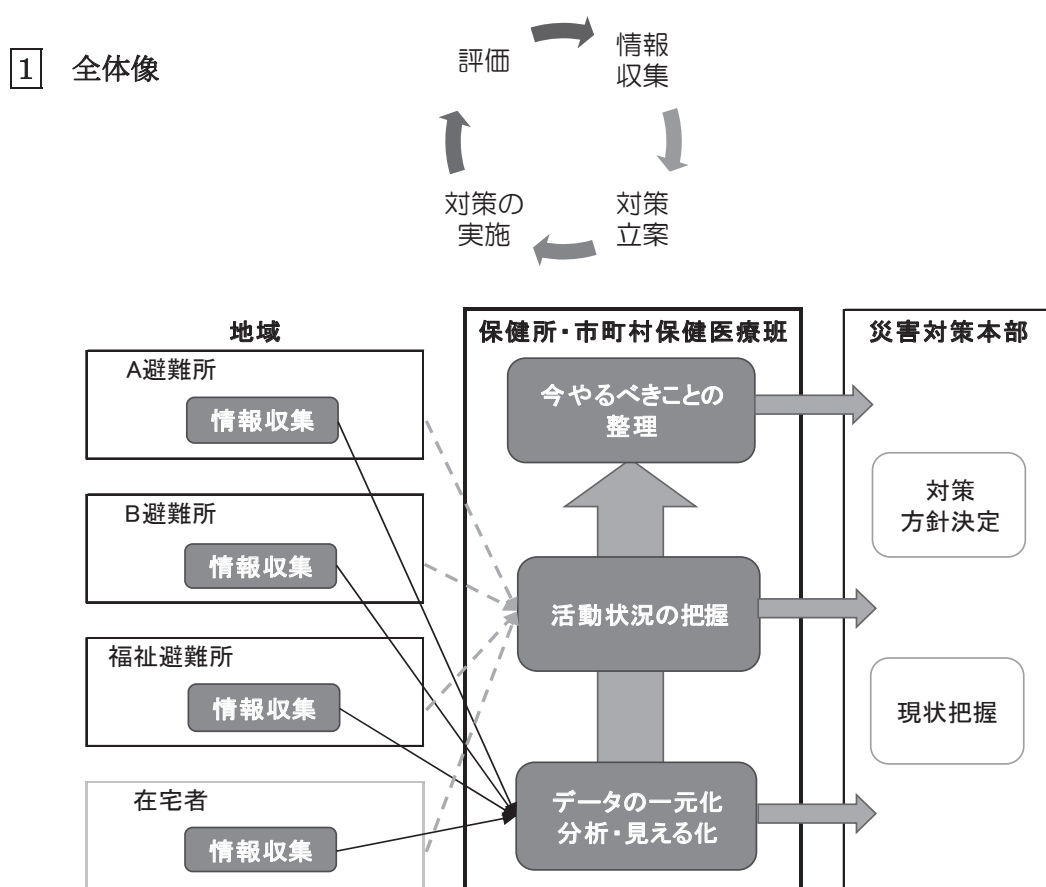 1 全体像
評価
情報
収集
対策の
実施
対策
立案
地域
A避難所
情報収集
B避難所
情報収集
福祉避難所
情報収集
在宅者
情報収集
保健所・市町村保健医療班
今やるべきことの
整理
活動状況の把握
データの一元化
分析・見える化
災害対策本部
対策
方針決定
現状把握